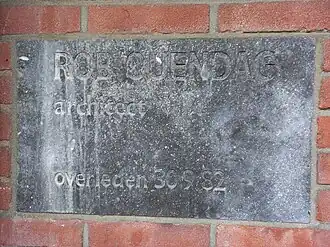 ROB OUENDAG
architect
overleden 30 9 82